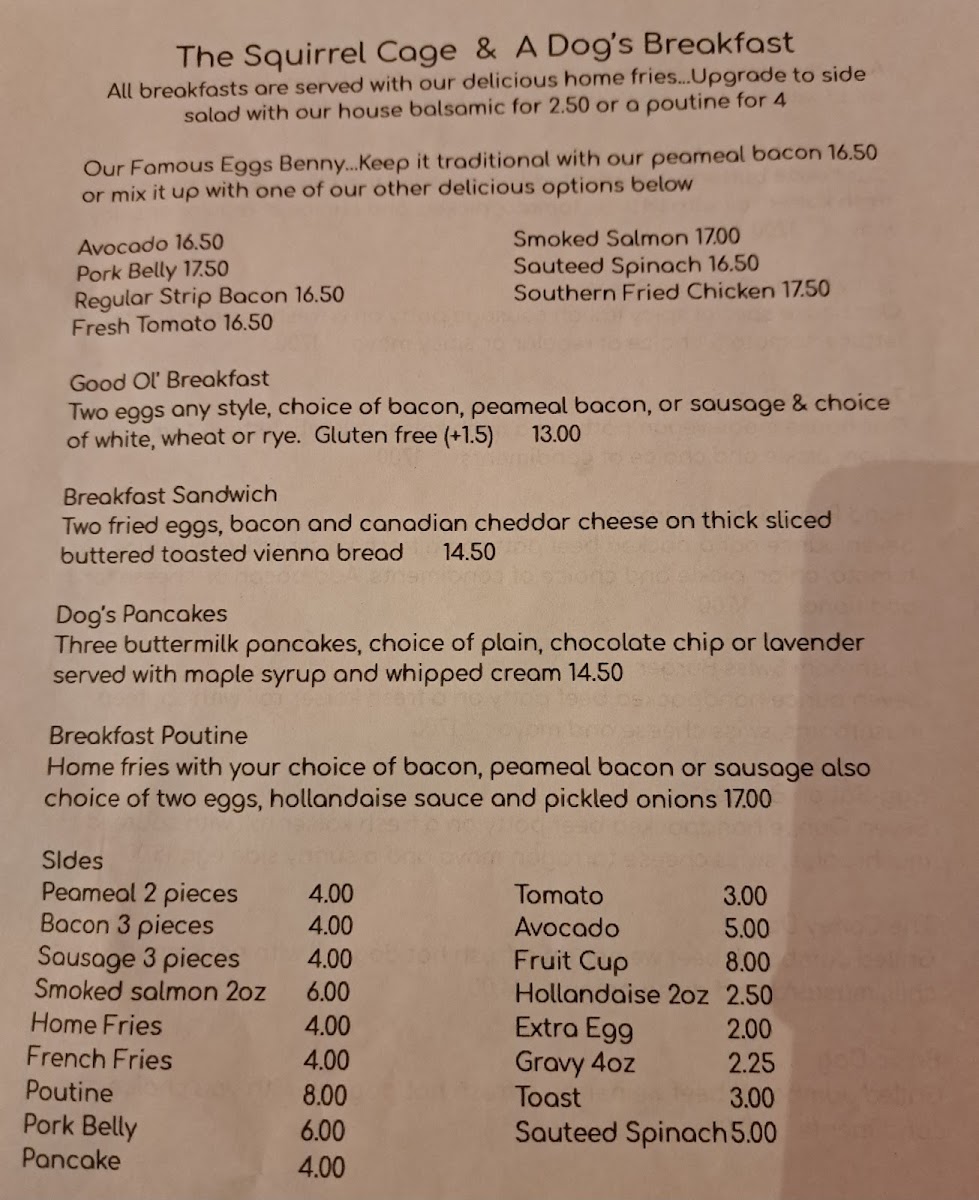 The Squirrel Cage & A Dog's Breakfast
All breakfasts are served with our delicious home fries...Upgrade to side
salad with our house balsamic for 2.50 or a poutine for 4
Our Famous Eggs Benny...Keep it traditional with our peameal bacon 16.50
or mix it up with one of our other delicious options below
Avocado 16.50
Pork Belly 17.50
Regular Strip Bacon 16.50
Fresh Tomato 16.50
Smoked Salmon 17.00
Sauteed Spinach 16.50
Southern Fried Chicken 17.50
Good Ol' Breakfast
Two eggs any style, choice of bacon, peameal bacon, or sausage & choice
of white, wheat or rye. Gluten free (+1.5) 13.00
Breakfast Sandwich
Two fried eggs, bacon and canadian cheddar cheese on thick sliced
buttered toasted vienna bread 14.50
Dog's Pancakes
Three buttermilk pancakes, choice of plain, chocolate chip or lavender
served with maple syrup and whipped cream 14.50
Breakfast Poutine
Home fries with your choice of bacon, peameal bacon or sausage also
choice of two eggs, hollandaise sauce and pickled onions 17.00
SIdes
Peameal 2 pieces 4.00
Bacon 3 pieces 4.00
Sausage 3 pieces 4.00
Smoked salmon 2oz 6.00
Home Fries 4.00
French Fries 4.00
Poutine 8.00
Pork Belly 6.00
Pancake 4.00
Tomato 3.00
Avocado 5.00
Fruit Cup 8.00
Hollandaise 2oz 2.50
Extra Egg 2.00
Gravy 4oz 2.25
Toast 3.00
Sauteed Spinach 5.00